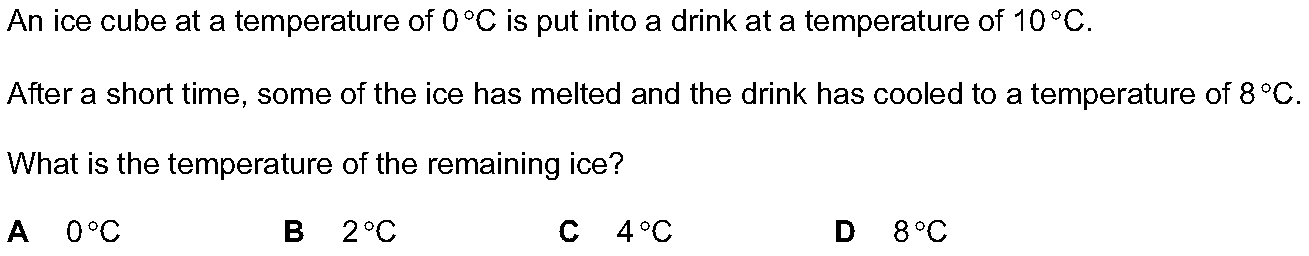 An ice cube at a temperature of 0 °C is put into a drink at a temperature of 10 °C.
After a short time, some of the ice has melted and the drink has cooled to a temperature of 8 °C.
What is the temperature of the remaining ice?
A 0 °C B 2 °C C 4 °C D 8 °C